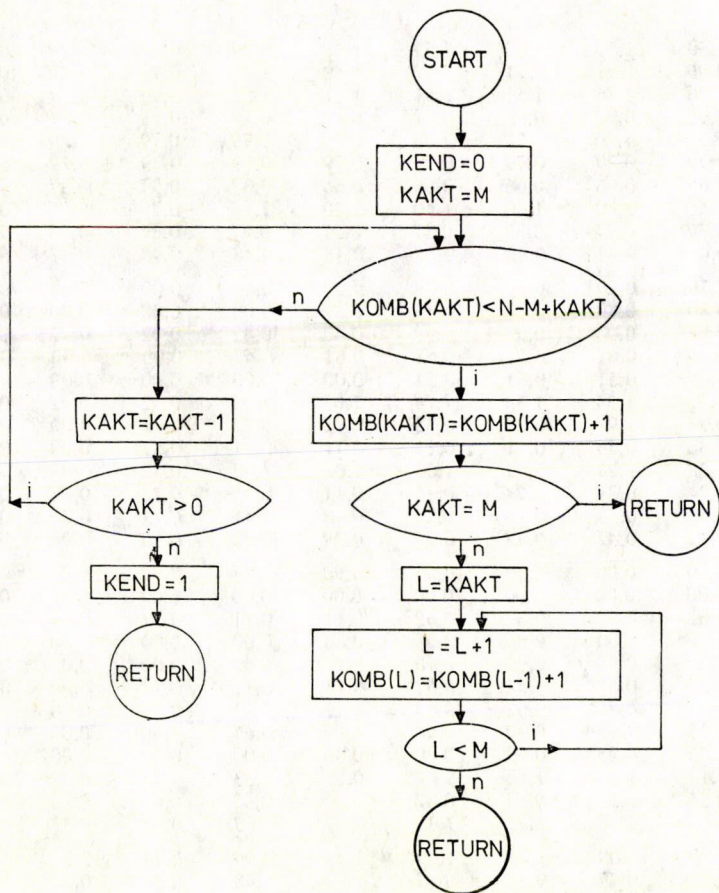 START
KEND=0
KAKT=M
KOMB(KAKT)<N-M+KAKT
n
i
KAKT=KAKT-1
KOMB(KAKT)=KOMB(KAKT)+1
i
KAKT>0
KAKT=M
i
RETURN
n
n
KEND=1
L=KAKT
RETURN
L=L+1
KOMB(L)=KOMB(L-1)+1
L<M
i
n
RETURN